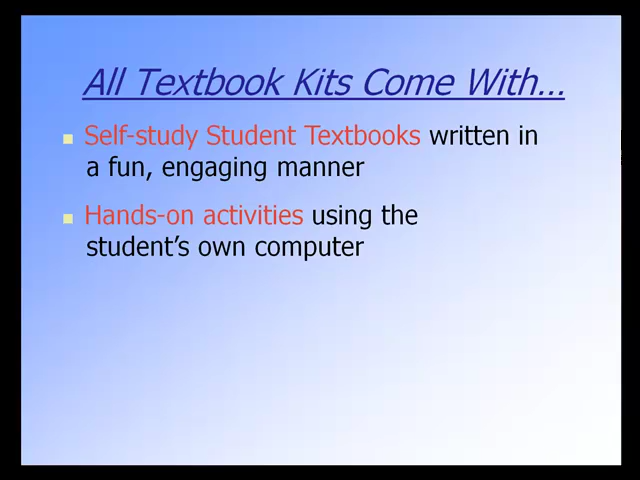 All Textbook Kits Come With...
Self-study Student Textbooks written in
a fun, engaging manner
Hands-on activities using the
student's own computer